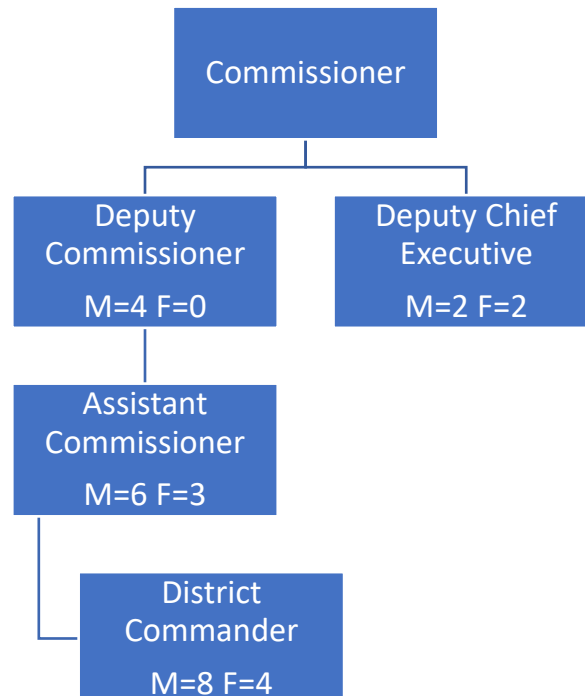 Commissioner
Deputy
Commissioner
M=4 F=0
Deputy Chief
Executive
M=2 F=2
Assistant
Commissioner
M=6 F=3
District
Commander
M=8 F=4